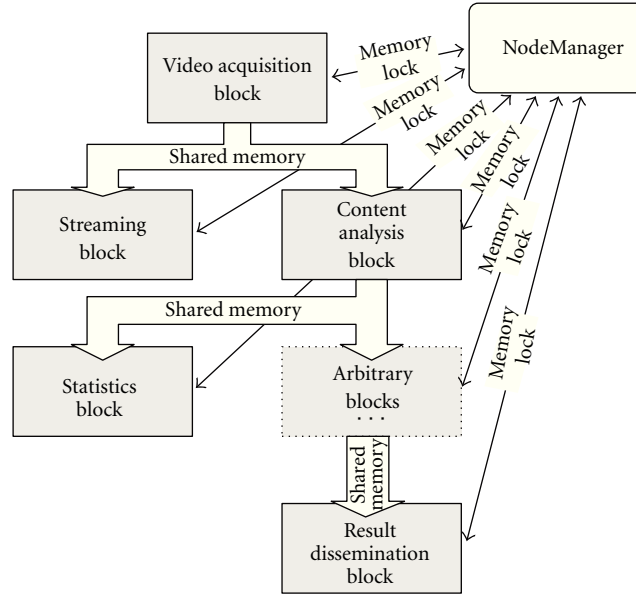 Video acquisition
block
NodeManager
Memory
lock
Memory
lock
Memory
lock
Memory
lock
Shared memory
Streaming
block
Content
analysis
block
Memory
lock
Shared memory
Memory
lock
Statistics
block
Arbitrary
blocks
. . .
Shared
memory
Result
dissemination
block